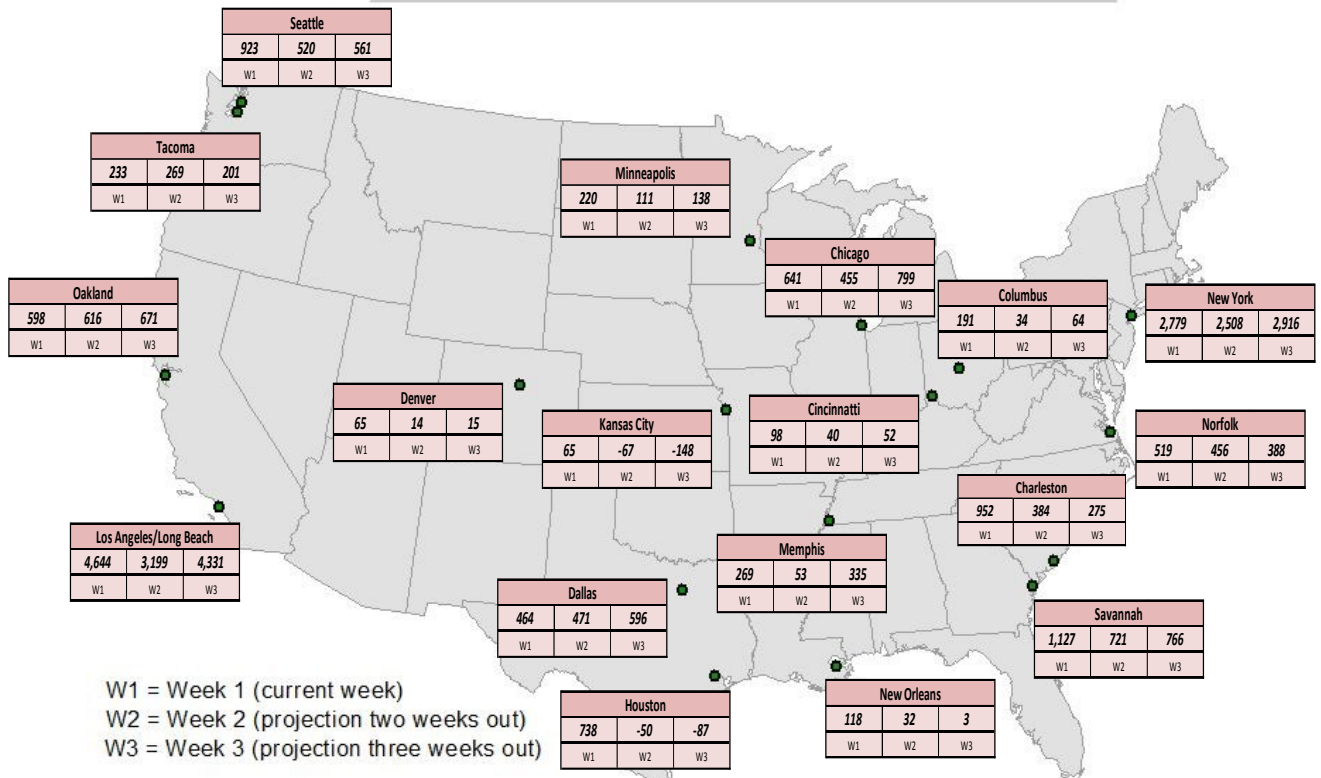 Seattle
923 520 561
W1 W2 W3
Tacoma
233 269 201
W1 W2 W3
Minneapolis
220 111 138
W1 W2 W3
Chicago
641 455 799
W1 W2 W3
Oakland
598 616 671
W1 W2 W3
Columbus
191 34 64
W1 W2 W3
New York
2,779 2,508 2,916
W1 W2 W3
Denver
65 14 15
W1 W2 W3
Kansas City
65 -67 -148
W1 W2 W3
Cincinnatti
98 40 52
W1 W2 W3
Norfolk
519 456 388
W1 W2 W3
Charleston
952 384 275
W1 W2 W3
Los Angeles/Long Beach
4,644 3,199 4,331
W1 W2 W3
Memphis
269 53 335
W1 W2 W3
Dallas
464 471 596
W1 W2 W3
Savannah
1,127 721 766
W1 W2 W3
Houston
738 -50 -87
W1 W2 W3
New Orleans
118 32 3
W1 W2 W3
W1 = Week 1 (current week)
W2 = Week 2 (projection two weeks out)
W3 = Week 3 (projection three weeks out)